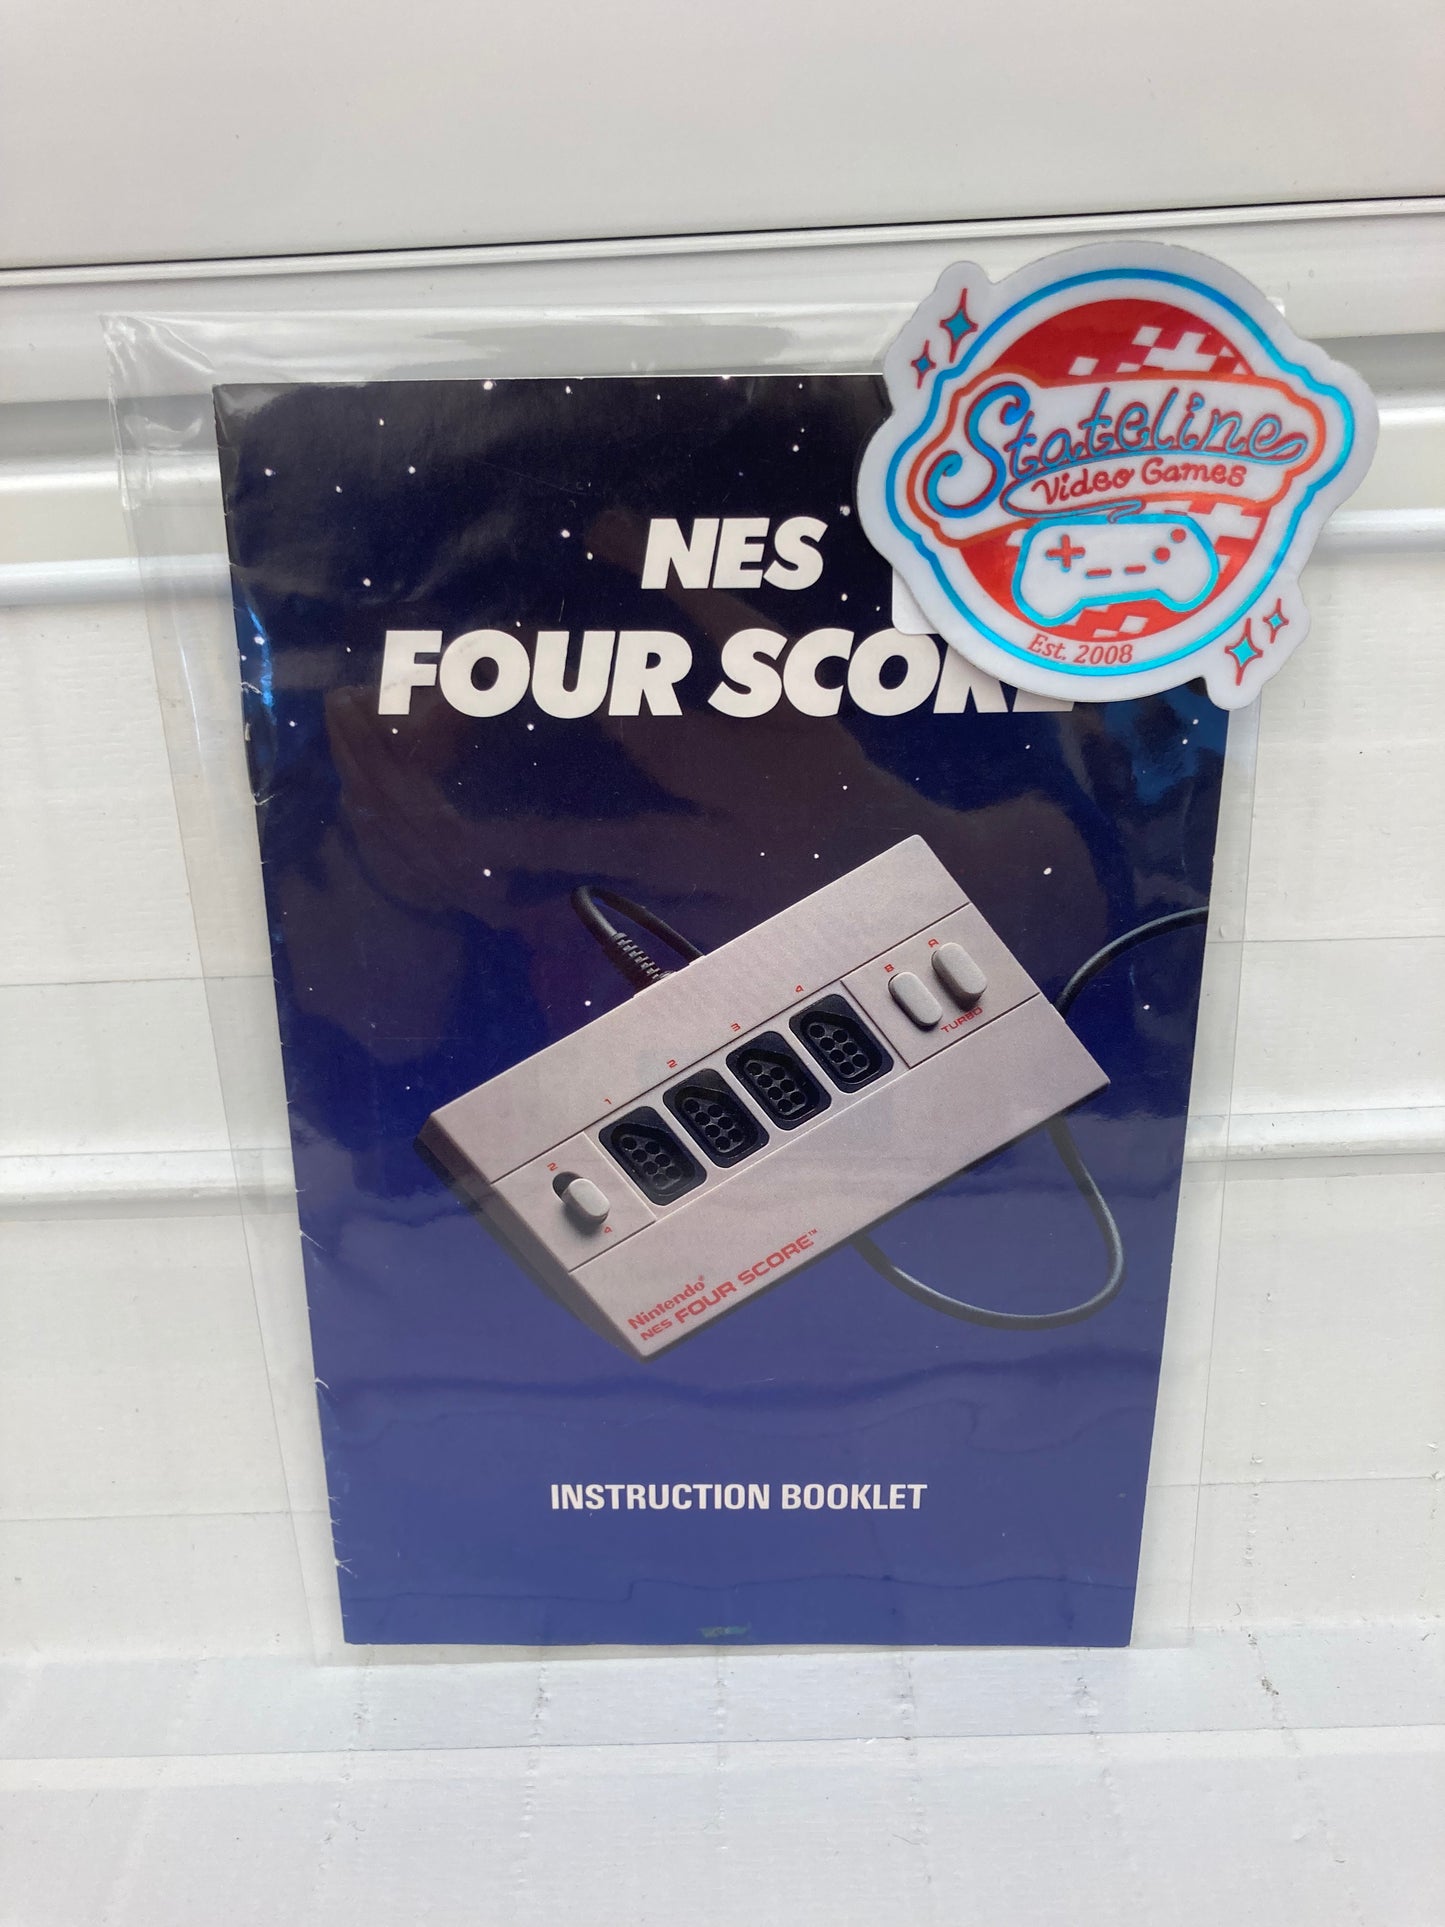 Stateline
Video Games
Est. 2008
NES
FOUR SCORE
A
B
TURBO
4
3
2
1
2
4
Nintendo®
NES FOUR SCORE™
INSTRUCTION BOOKLET